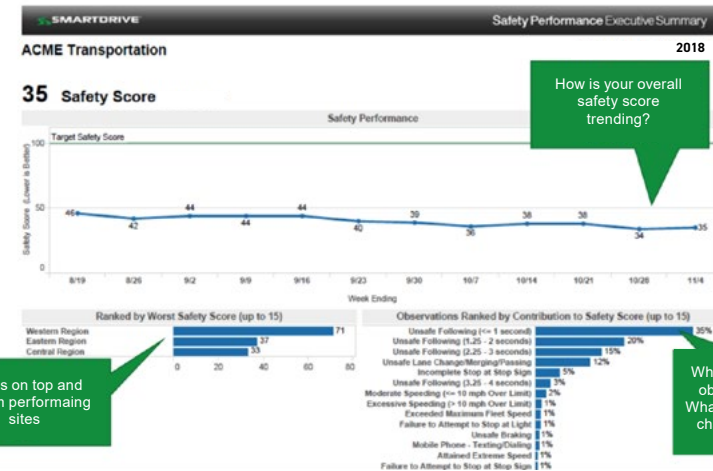 SMARTDRIVE
Safety Performance Executive Summary
ACME Transportation
2018
35 Safety Score
How is your overall
safety score
trending?
Safety Performance
Target Safety Score
Safety Score (Lower is Better)
100
50
0
46
42
44
44
44
40
39
36
38
38
34
35
8/19
8/26
9/2
9/9
9/16
9/23
9/30
10/7
10/14
10/21
10/28
11/4
Week Ending
Ranked by Worst Safety Score (up to 15)
Western Region 71
Eastern Region 37
Central Region 33
0 20 40 60 80
s on top and
performaing
sites
Observations Ranked by Contribution to Safety Score (up to 15)
Unsafe Following (<= 1 second) 35%
Unsafe Following (1.25 - 2 seconds) 20%
Unsafe Following (2.25 - 3 seconds) 15%
Unsafe Lane Change/Merging/Passing 12%
Incomplete Stop at Stop Sign 5%
Unsafe Following (3.25 - 4 seconds) 3%
Moderate Speeding (<= 10 mph Over Limit) 2%
Excessive Speeding (> 10 mph Over Limit) 1%
Exceeded Maximum Fleet Speed 1%
Failure to Attempt to Stop at Light 1%
Unsafe Braking 1%
Mobile Phone - Texting/Dialing 1%
Attained Extreme Speed 1%
Failure to Attempt to Stop at Stop Sign 1%
Wh
ob
Wha
ch